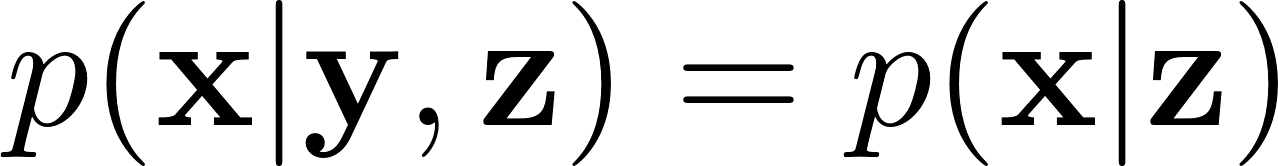 p(𝐱|𝐲, 𝐳) = p(𝐱|𝐳)